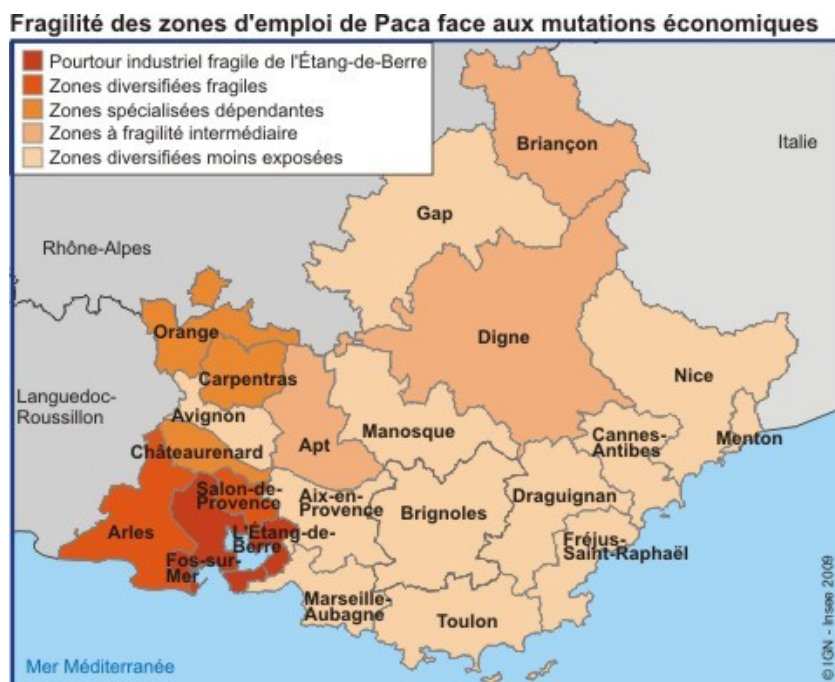 Fragilité des zones d'emploi de Paca face aux mutations économiques
Pourtour industriel fragile de l'Étang-de-Berre
Zones diversifiées fragiles
Zones spécialisées dépendantes
Zones à fragilité intermédiaire
Zones diversifiées moins exposées
Briançon
Italie
Gap
Rhône-Alpes
Orange
Digne
Carpentras
Nice
Languedoc-
Roussillon
Avignon
Manosque
Cannes-
Antibes
Menton
Apt
Châteaurenard
Salon-de-
Provence
Aix-en-
Provence
Draguignan
Brignoles
Arles
L'Étang-de-
Berre
Fréjus-
Saint-Raphaël
Fos-sur-
Mer
Marseille-
Aubagne
Toulon
Mer Méditerranée
© IGN - Insee 2009